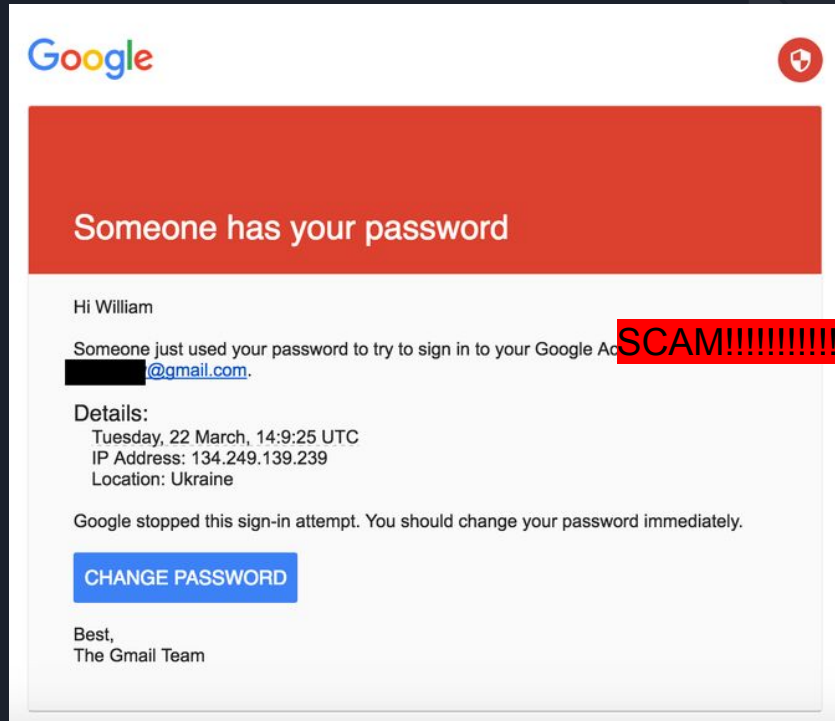 Google
Someone has your password
Hi William
Someone just used your password to try to sign in to your Google
SCAM!!!!!!!!!!!!
@gmail.com.
Details:
Tuesday, 22 March, 14:9:25 UTC
IP Address: 134.249.139.239
Location: Ukraine
Google stopped this sign-in attempt. You should change your password immediately.
CHANGE PASSWORD
Best,
The Gmail Team